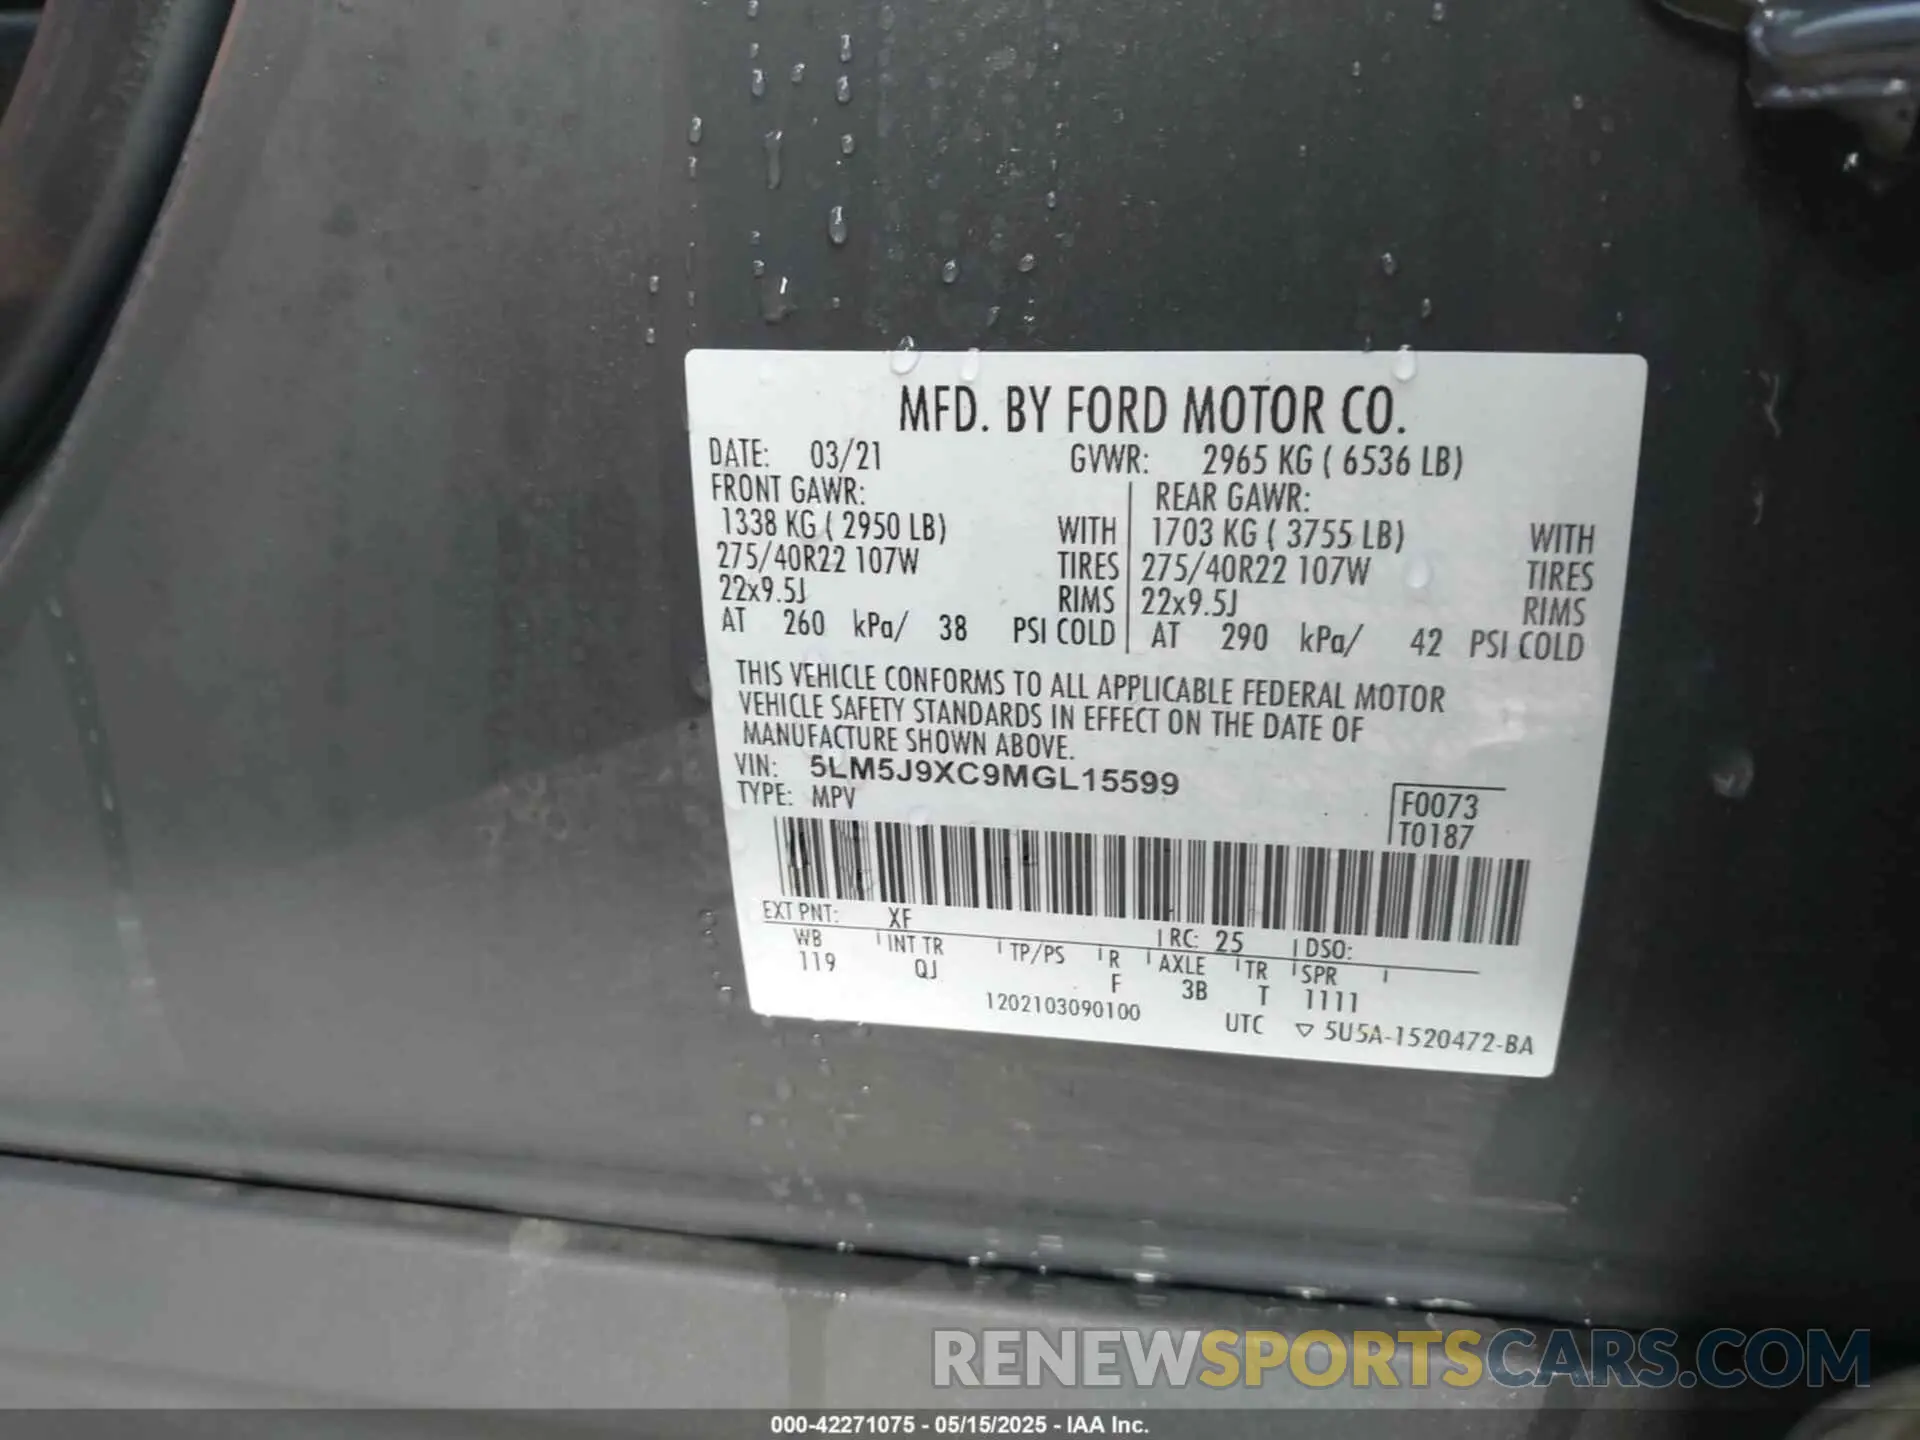 MFD. BY FORD MOTOR CO.
DATE: 03/21 GVWR: 2965 KG ( 6536 LB)
FRONT GAWR: REAR GAWR:
1338 KG ( 2950 LB) WITH 1703 KG ( 3755 LB) WITH
275/40R22 107W TIRES 275/40R22 107W TIRES
22x9.5J RIMS 22x9.5J RIMS
AT 260 kPa/ 38 PSI COLD AT 290 kPa/ 42 PSI COLD
THIS VEHICLE CONFORMS TO ALL APPLICABLE FEDERAL MOTOR
VEHICLE SAFETY STANDARDS IN EFFECT ON THE DATE OF
MANUFACTURE SHOWN ABOVE.
VIN: 5LM5J9XC9MGL15599
TYPE: MPV F0073
T0187
EXT PNT: XF RC: 25 DSO:
WB INT TR TP/PS R AXLE TR SPR
119 QJ F 3B T 1111
1202103090100 UTC ▽ 5U5A-1520472-BA
RENEWSPORTSCARS.COM
000-42271075 - 05/15/2025 - IAA Inc.